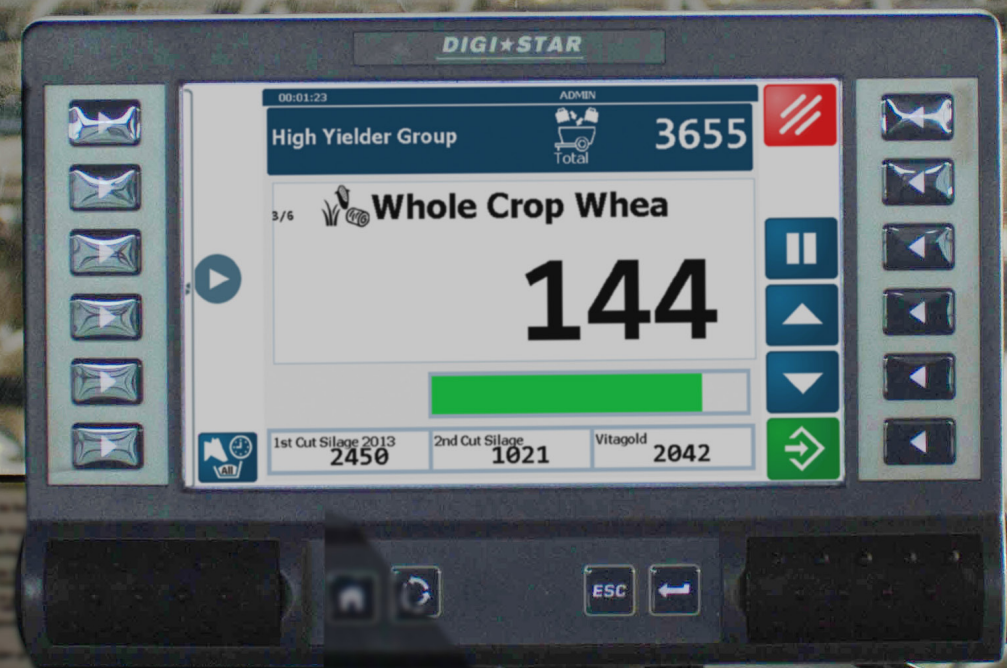 DIGI★STAR
00:01:23 ADMIN
High Yielder Group Total 3655
3/6 Whole Crop Whea
144
1st Cut Silage 2013 2nd Cut Silage Vitagold
2450 1021 2042
All
ESC